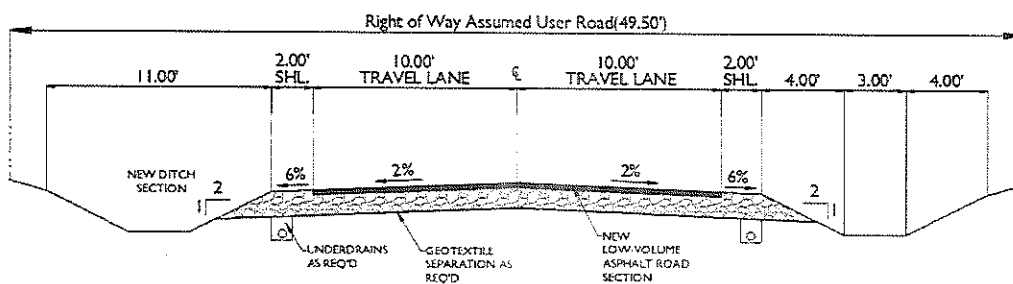 Right of Way Assumed User Road(49.50')
11.00'
2.00'
SHL.
10.00'
TRAVEL LANE
℄
10.00'
TRAVEL LANE
2.00'
SHL.
4.00'
3.00'
4.00'
NEW DITCH
SECTION
2
1
6%
2%
2%
6%
2
1
UNDERDRAINS
AS REQ'D
GEOTEXTILE
SEPARATION AS
REQ'D
NEW
LOW-VOLUME
ASPHALT ROAD
SECTION